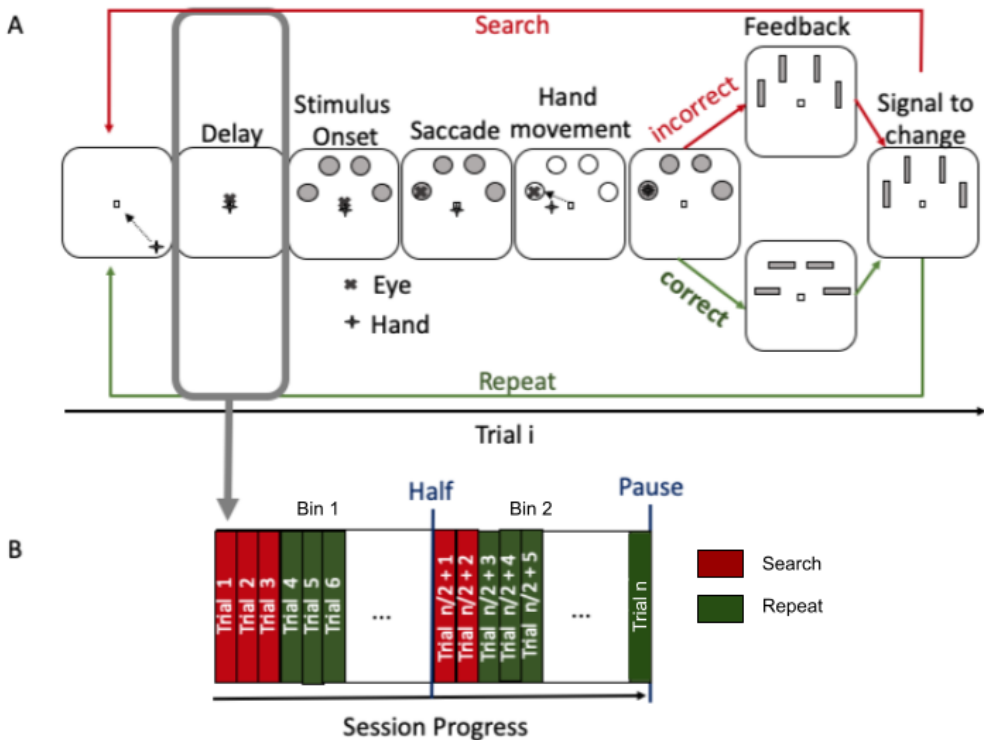 A
Search
Feedback
Delay
Stimulus
Onset
Saccade
Hand
movement
incorrect
Signal to
change
Eye
Hand
correct
Repeat
Trial i
B
Bin 1
Half
Bin 2
Pause
Trial 1
Trial 2
Trial 3
Trial 4
Trial 5
Trial 6
...
Trial n/2 + 1
Trial n/2 + 2
Trial n/2 + 3
Trial n/2 + 4
Trial n/2 + 5
...
Trial n
Search
Repeat
Session Progress